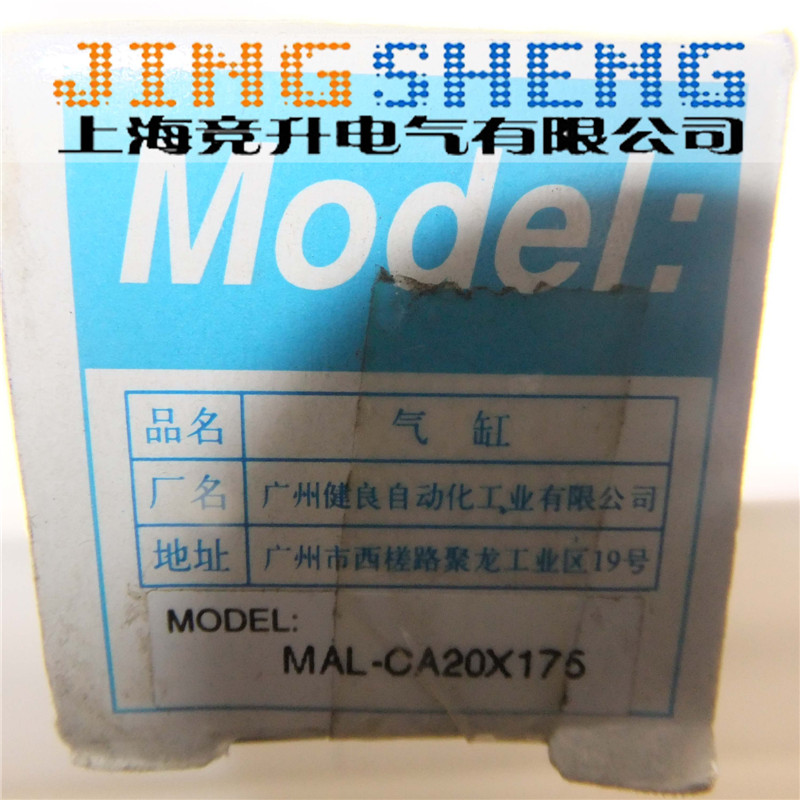 JINGSHENG
上海竞升电气有限公司
Model:
品名 气缸
厂名 广州健良自动化工业有限公司
地址 广州市西槎路聚龙工业区19号
MODEL:
MAL-CA20X175